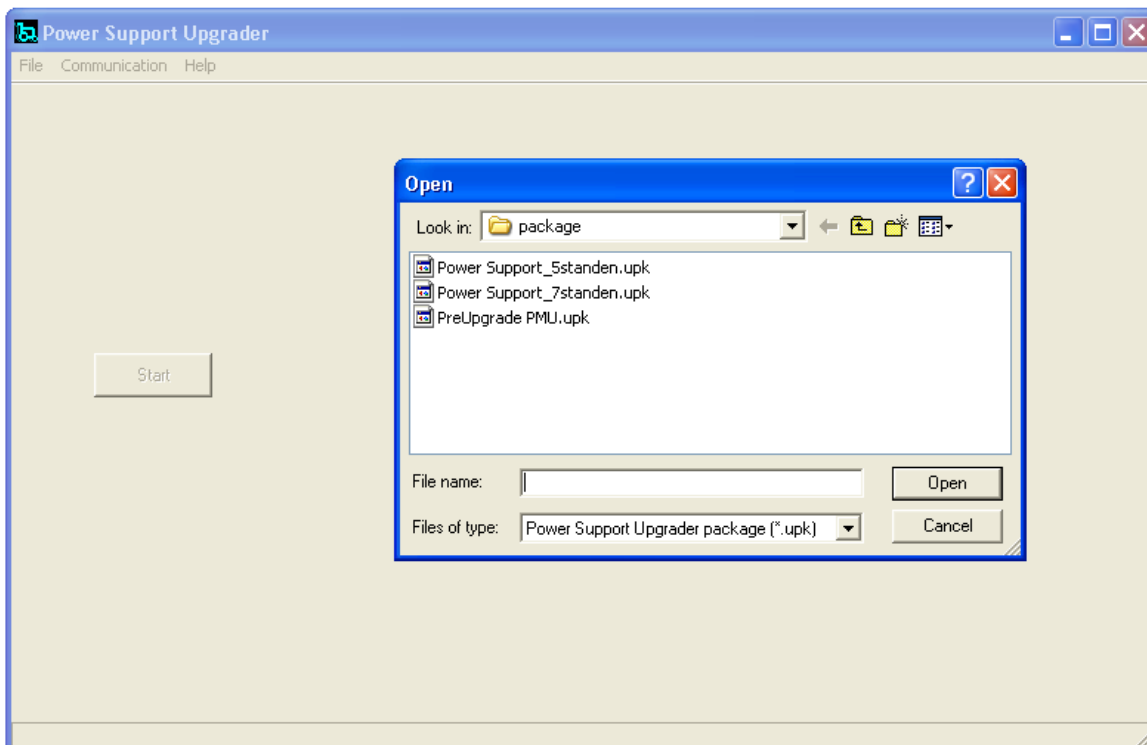 Power Support Upgrader
File Communication Help
Open
Look in: package
Power Support_5standen.upk
Power Support_7standen.upk
PreUpgrade PMU.upk
Start
File name:
Open
Files of type: Power Support Upgrader package (*.upk)
Cancel